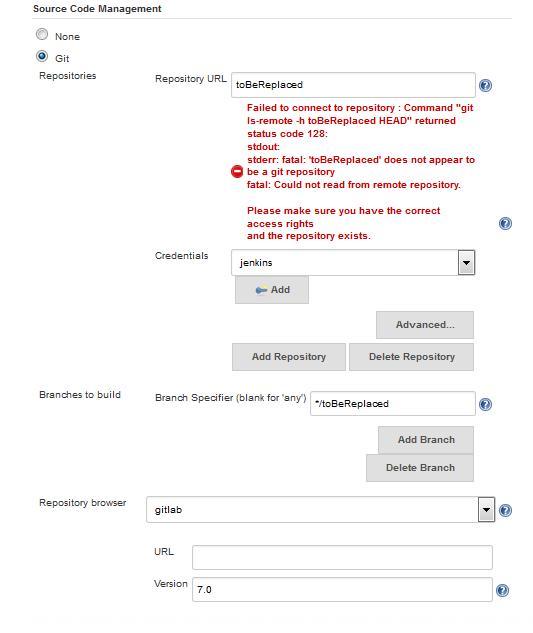 Source Code Management
None
Git
Repositories
Repository URL toBeReplaced
Failed to connect to repository : Command "git
ls-remote -h toBeReplaced HEAD" returned
status code 128:
stdout:
stderr: fatal: 'toBeReplaced' does not appear to
be a git repository
fatal: Could not read from remote repository.
Please make sure you have the correct
access rights
and the repository exists.
Credentials
jenkins
Add
Advanced...
Add Repository Delete Repository
Branches to build
Branch Specifier (blank for 'any') */toBeReplaced
Add Branch
Delete Branch
Repository browser
gitlab
URL
Version 7.0